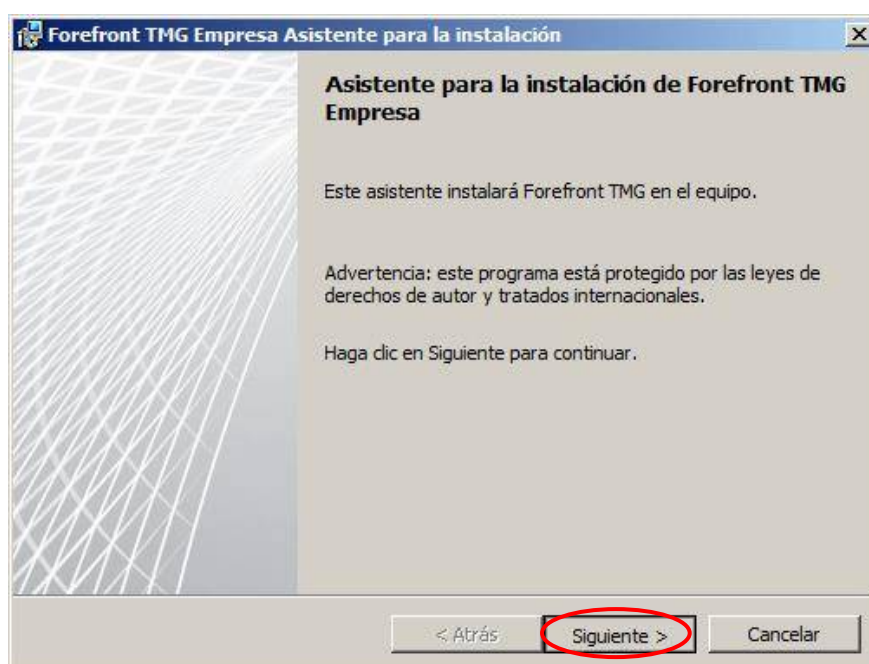 Forefront TMG Empresa Asistente para la instalación
Asistente para la instalación de Forefront TMG
Empresa
Este asistente instalará Forefront TMG en el equipo.
Advertencia: este programa está protegido por las leyes de
derechos de autor y tratados internacionales.
Haga clic en Siguiente para continuar.
< Atrás Siguiente > Cancelar